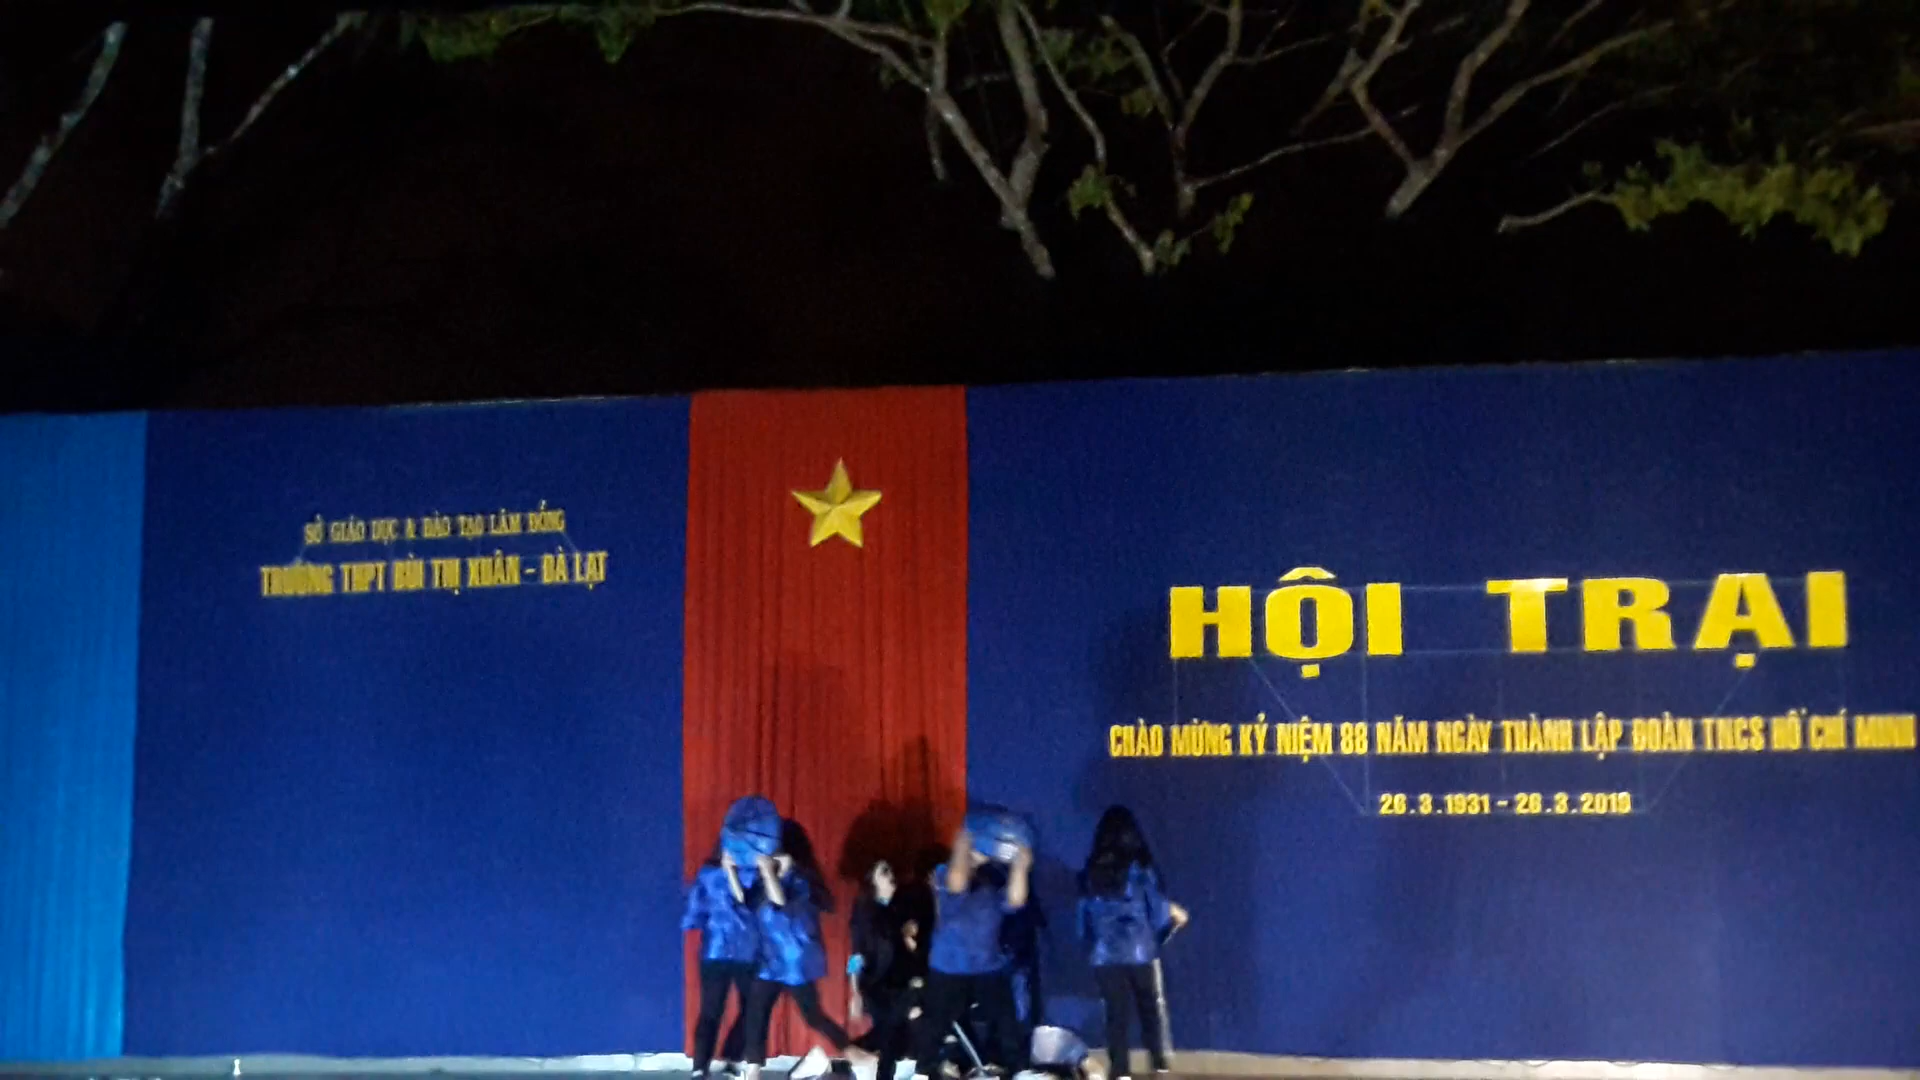 SỞ GIÁO DỤC & ĐÀO TẠO LÂM ĐỒNG
TRƯỜNG THPT BÙI THỊ XUÂN - ĐÀ LẠT
HỘI TRẠI
CHÀO MỪNG KỶ NIỆM 88 NĂM NGÀY THÀNH LẬP ĐOÀN TNCS HỒ CHÍ MINH
26.3.1931 - 26.3.2019